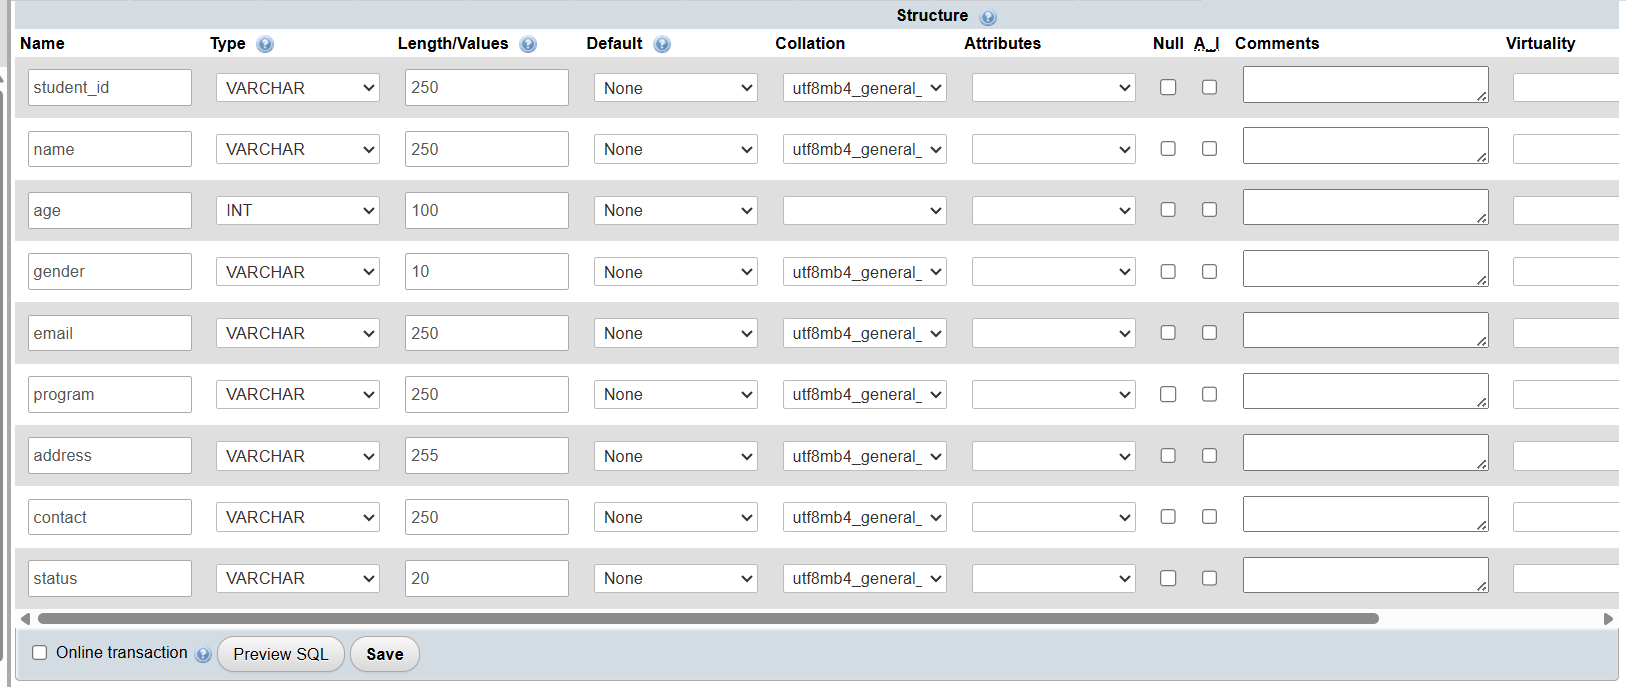 Structure
Name Type Length/Values Default Collation Attributes Null A_I Comments Virtuality
student_id VARCHAR 250 None utf8mb4_general_
name VARCHAR 250 None utf8mb4_general_
age INT 100 None
gender VARCHAR 10 None utf8mb4_general_
email VARCHAR 250 None utf8mb4_general_
program VARCHAR 250 None utf8mb4_general_
address VARCHAR 255 None utf8mb4_general_
contact VARCHAR 250 None utf8mb4_general_
status VARCHAR 20 None utf8mb4_general_
Online transaction Preview SQL Save